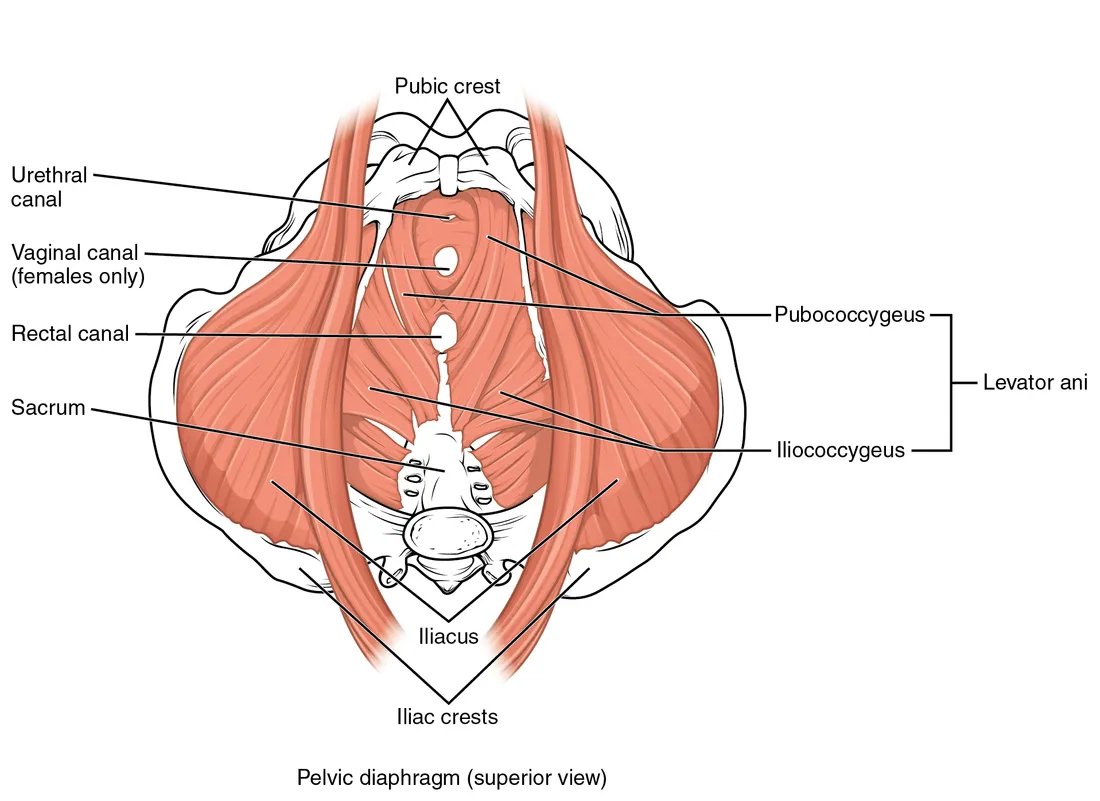 Pubic crest
Urethral
canal
Vaginal canal
(females only)
Rectal canal
Sacrum
Pubococcygeus
Levator ani
Iliococcygeus
Iliacus
Iliac crests
Pelvic diaphragm (superior view)